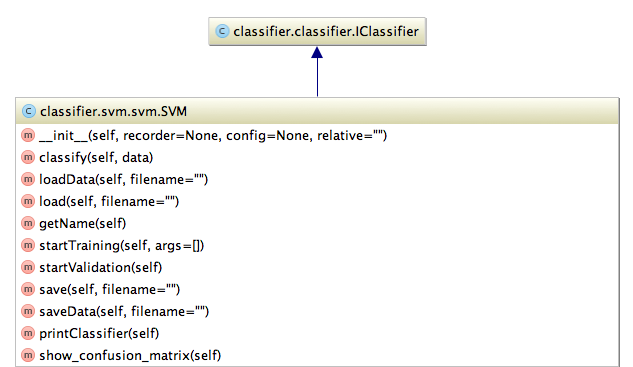 C classifier.classifier.IClassifier
C classifier.svm.svm.SVM
m __init__(self, recorder=None, config=None, relative="")
m classify(self, data)
m loadData(self, filename="")
m load(self, filename="")
m getName(self)
m startTraining(self, args=[])
m startValidation(self)
m save(self, filename="")
m saveData(self, filename="")
m printClassifier(self)
m show_confusion_matrix(self)